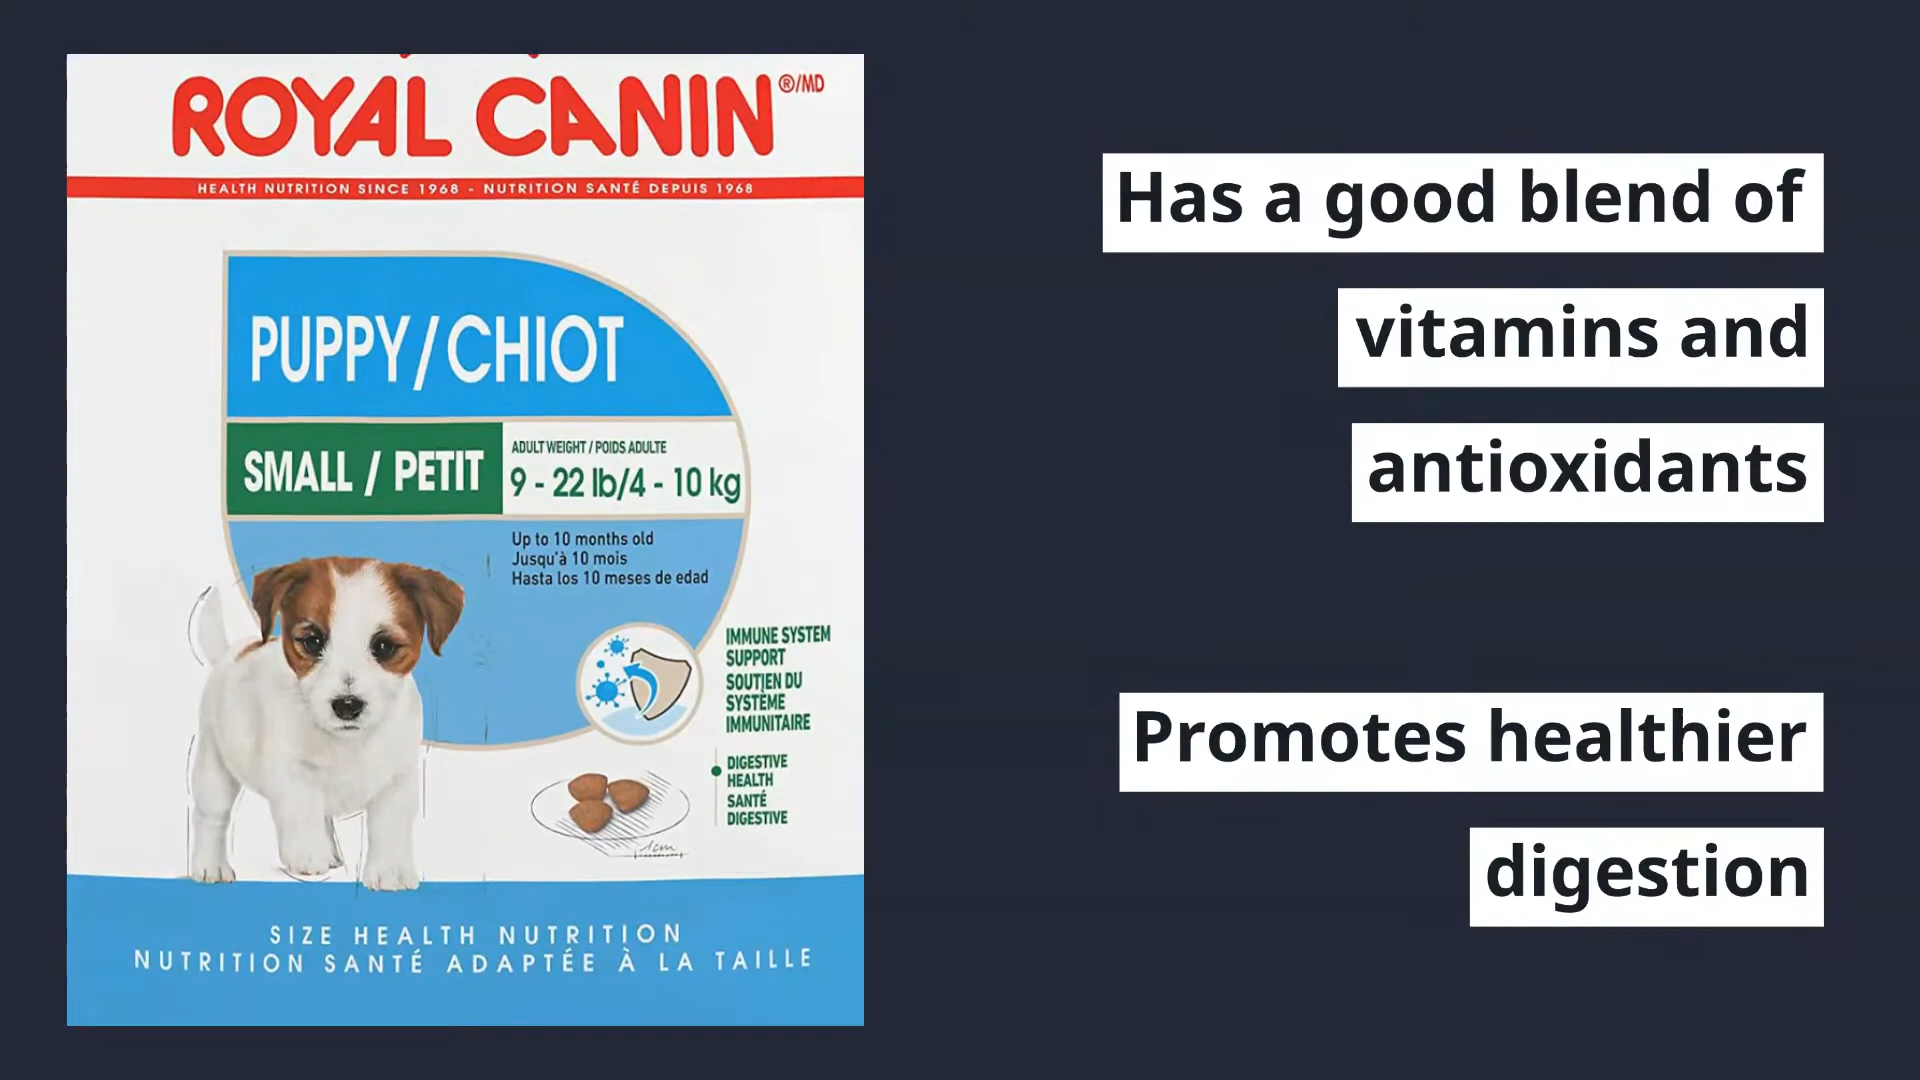 ROYAL CANIN®/MD
HEALTH NUTRITION SINCE 1968 - NUTRITION SANTÉ DEPUIS 1968
PUPPY/CHIOT
SMALL / PETIT
ADULT WEIGHT / POIDS ADULTE
9 - 22 lb/4 - 10 kg
Up to 10 months old
Jusqu'à 10 mois
Hasta los 10 meses de edad
IMMUNE SYSTEM
SUPPORT
SOUTIEN DU
SYSTÈME
IMMUNITAIRE
DIGESTIVE
HEALTH
SANTÉ
DIGESTIVE
1cm
SIZE HEALTH NUTRITION
NUTRITION SANTÉ ADAPTÉE À LA TAILLE
Has a good blend of
vitamins and
antioxidants
Promotes healthier
digestion